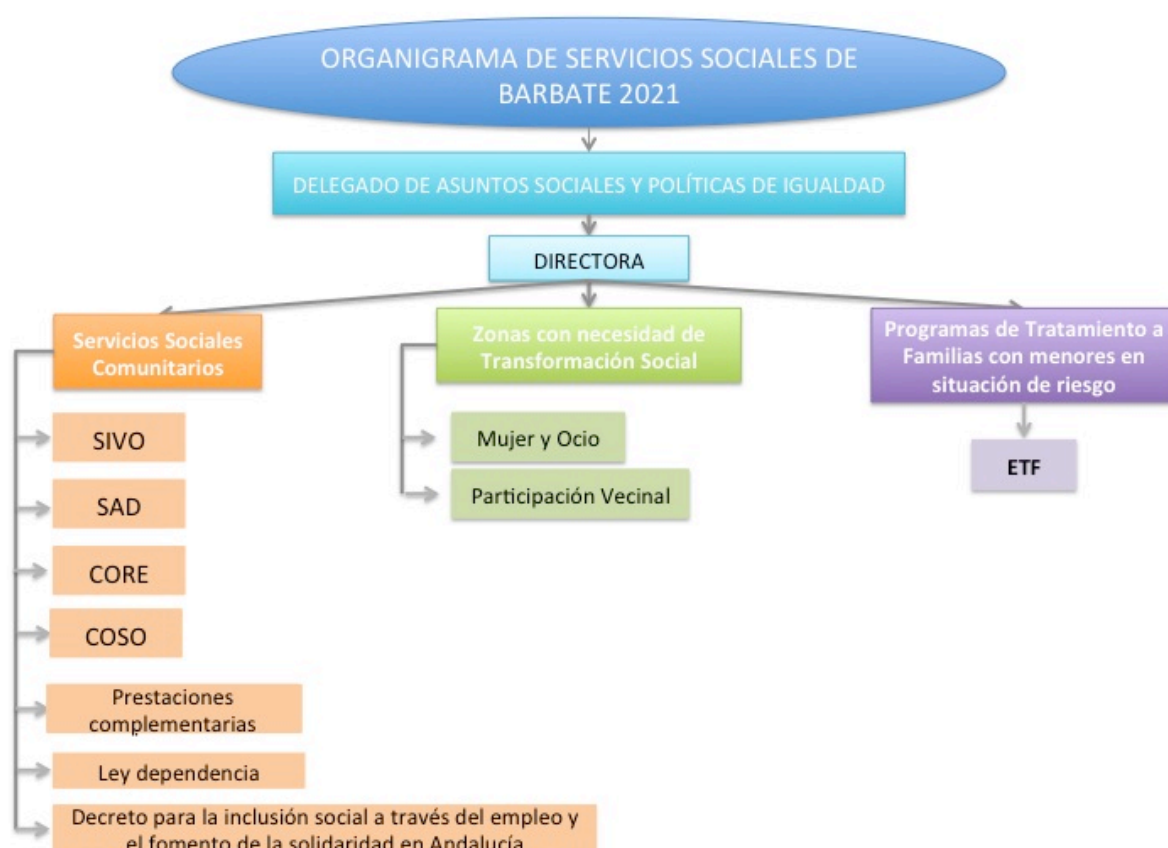 ORGANIGRAMA DE SERVICIOS SOCIALES DE
BARBATE 2021
DELEGADO DE ASUNTOS SOCIALES Y POLÍTICAS DE IGUALDAD
DIRECTORA
Servicios Sociales
Comunitarios
SIVO
SAD
CORE
COSO
Prestaciones
complementarias
Ley dependencia
Decreto para la inclusión social a través del empleo y
el fomento de la solidaridad en Andalucía
Zonas con necesidad de
Transformación Social
Mujer y Ocio
Participación Vecinal
Programas de Tratamiento a
Familias con menores en
situación de riesgo
ETF